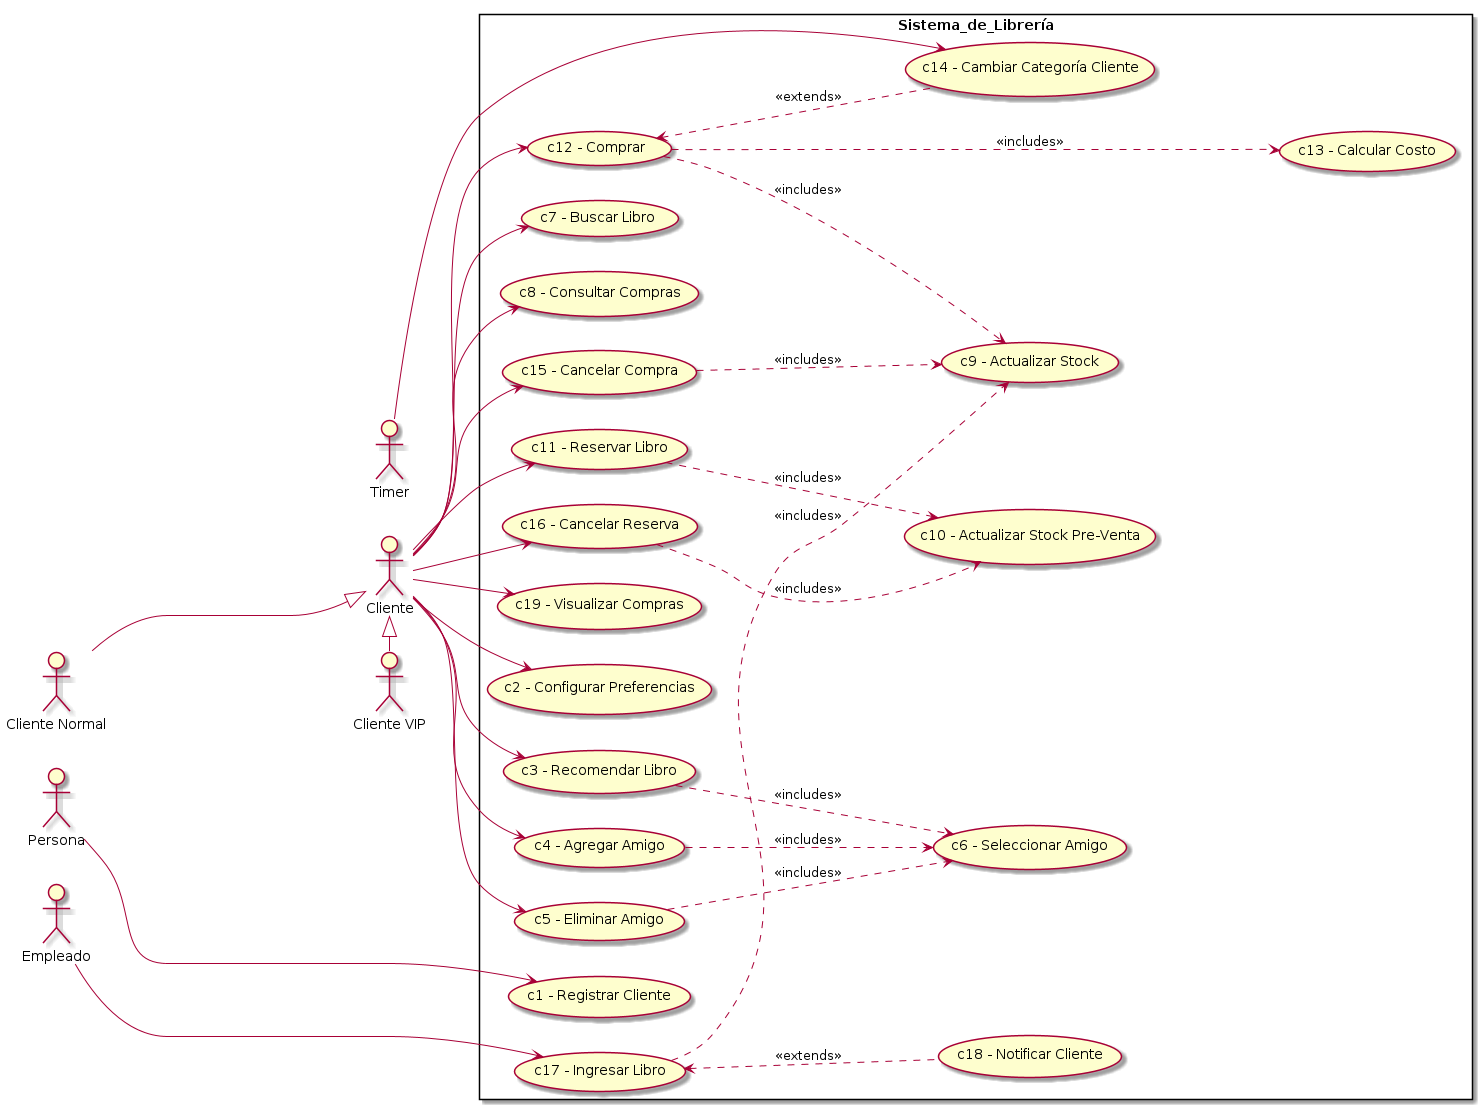 Sistema_de_Librería
c14 - Cambiar Categoría Cliente
«extends»
c12 - Comprar
«includes»
c13 - Calcular Costo
«includes»
c7 - Buscar Libro
c8 - Consultar Compras
c15 - Cancelar Compra
«includes»
c9 - Actualizar Stock
Timer
c11 - Reservar Libro
«includes»
«includes»
c16 - Cancelar Reserva
c10 - Actualizar Stock Pre-Venta
«includes»
Cliente
c19 - Visualizar Compras
c2 - Configurar Preferencias
Cliente Normal
Cliente VIP
c3 - Recomendar Libro
«includes»
Persona
c4 - Agregar Amigo
«includes»
c6 - Seleccionar Amigo
«includes»
c5 - Eliminar Amigo
Empleado
c1 - Registrar Cliente
«extends»
c18 - Notificar Cliente
c17 - Ingresar Libro